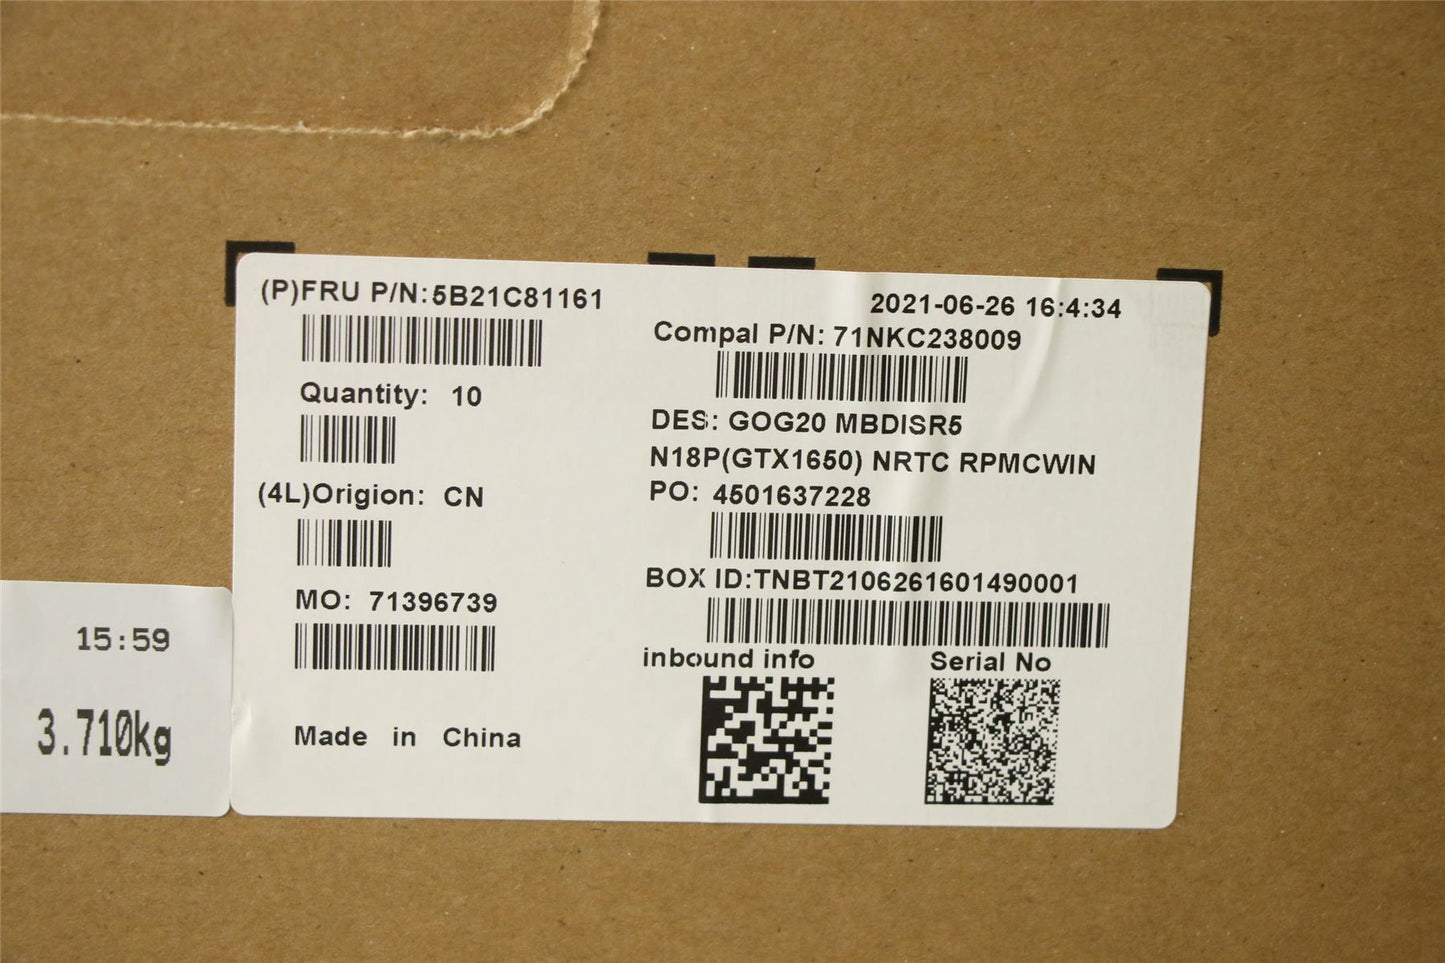 (P)FRU P/N:5B21C81161
2021-06-26 16:4:34
Compal P/N: 71NKC238009
Quantity: 10
DES: GOG20 MBDISR5
N18P(GTX1650) NRTC RPMCWIN
(4L)Origion: CN
PO: 4501637228
BOX ID:TNBT2106261601490001
MO: 71396739
inbound info
Serial No
Made in China
15:59
3.710kg